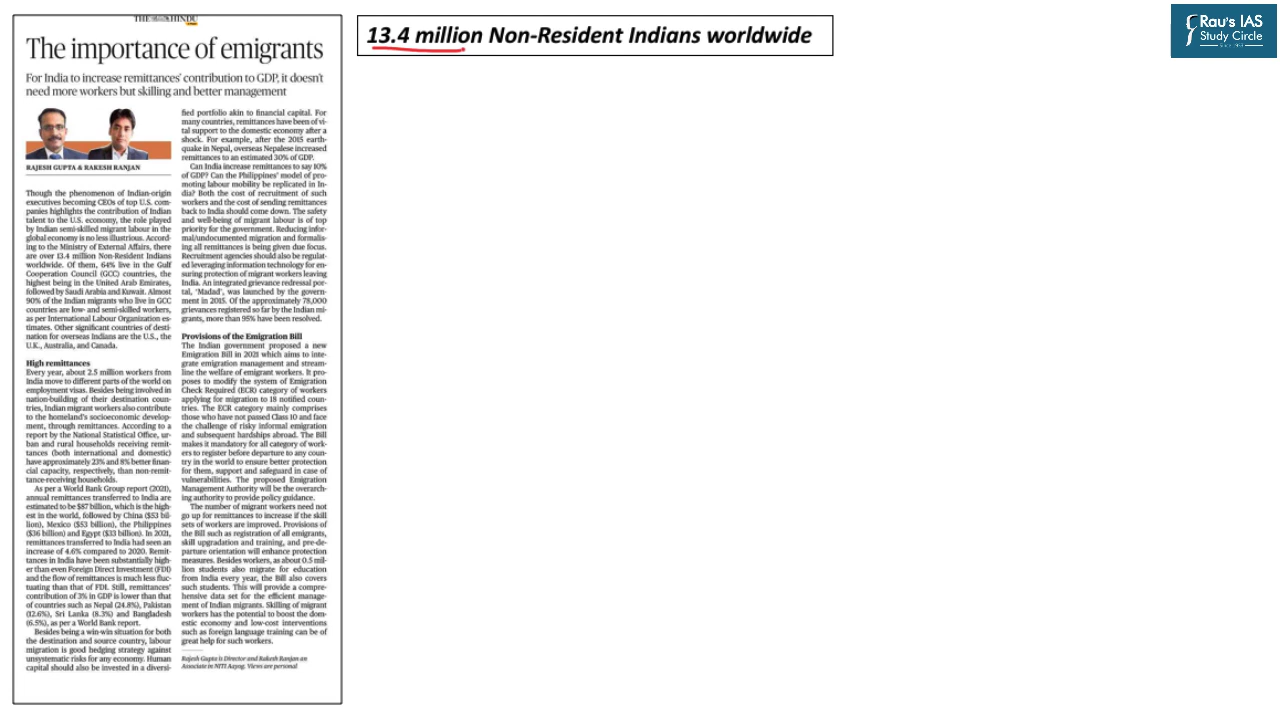 THE HINDU
The importance of emigrants
For India to increase remittances' contribution to GDP, it doesn't
need more workers but skilling and better management
RAJESH GUPTA & RAKESH RANJAN
Though the phenomenon of Indian-origin
executives becoming CEOs of top U.S. com-
panies highlights the contribution of Indian
talent to the U.S. economy, the role played
by Indian semi-skilled migrant labour in the
global economy is no less illustrious. Accord-
ing to the Ministry of External Affairs, there
are over 13.4 million Non-Resident Indians
worldwide. Of them, 64% live in the Gulf
Cooperation Council (GCC) countries, the
highest being in the United Arab Emirates,
followed by Saudi Arabia and Kuwait. Almost
90% of the Indian migrants who live in GCC
countries are low- and semi-skilled workers,
as per International Labour Organization es-
timates. Other significant countries of desti-
nation for overseas Indians are the U.S., the
U.K., Australia, and Canada.
High remittances
Every year, about 2.5 million workers from
India move to different parts of the world on
employment visas. Besides being involved in
nation-building of their destination coun-
tries, Indian migrant workers also contribute
to the homeland's socioeconomic develop-
ment, through remittances. According to a
report by the National Statistical Office, ur-
ban and rural households receiving remit-
tances (both international and domestic)
have approximately 23% and 8% better finan-
cial capacity, respectively, than non-remit-
tance-receiving households.
As per a World Bank Group report (2021),
annual remittances transferred to India are
estimated to be $87 billion, which is the high-
est in the world, followed by China ($53 bil-
lion), Mexico ($53 billion), the Philippines
($36 billion) and Egypt ($33 billion). In 2021,
remittances transferred to India had seen an
increase of 4.6% compared to 2020. Remit-
tances in India have been substantially high-
er than even Foreign Direct Investment (FDI)
and the flow of remittances is much less fluc-
tuating than that of FDI. Still, remittances'
contribution of 3% in GDP is lower than that
of countries such as Nepal (24.8%), Pakistan
(12.6%), Sri Lanka (8.3%) and Bangladesh
(6.5%), as per a World Bank report.
Besides being a win-win situation for both
the destination and source country, labour
migration is good hedging strategy against
unsystematic risks for any economy. Human
capital should also be invested in a diversi-
fied portfolio akin to financial capital. For
many countries, remittances have been of vi-
tal support to the domestic economy after a
shock. For example, after the 2015 earth-
quake in Nepal, overseas Nepalese increased
remittances to an estimated 30% of GDP.
Can India increase remittances to say 10%
of GDP? Can the Philippines' model of pro-
moting labour mobility be replicated in In-
dia? Both the cost of recruitment of such
workers and the cost of sending remittances
back to India should come down. The safety
and well-being of migrant labour is of top
priority for the government. Reducing infor-
mal/undocumented migration and formalis-
ing all remittances is being given due focus.
Recruitment agencies should also be regulat-
ed leveraging information technology for en-
suring protection of migrant workers leaving
India. An integrated grievance redressal por-
tal, 'Madad', was launched by the govern-
ment in 2015. Of the approximately 78,000
grievances registered so far by the Indian mi-
grants, more than 95% have been resolved.
Provisions of the Emigration Bill
The Indian government proposed a new
Emigration Bill in 2021 which aims to inte-
grate emigration management and stream-
line the welfare of emigrant workers. It pro-
poses to modify the system of Emigration
Check Required (ECR) category of workers
applying for migration to 18 notified coun-
tries. The ECR category mainly comprises
those who have not passed Class 10 and face
the challenge of risky informal emigration
and subsequent hardships abroad. The Bill
makes it mandatory for all category of work-
ers to register before departure to any coun-
try in the world to ensure better protection
for them, support and safeguard in case of
vulnerabilities. The proposed Emigration
Management Authority will be the overarch-
ing authority to provide policy guidance.
The number of migrant workers need not
go up for remittances to increase if the skill
sets of workers are improved. Provisions of
the Bill such as registration of all emigrants,
skill upgradation and training, and pre-de-
parture orientation will enhance protection
measures. Besides workers, as about 0.5 mil-
lion students also migrate for education
from India every year, the Bill also covers
such students. This will provide a compre-
hensive data set for the efficient manage-
ment of Indian migrants. Skilling of migrant
workers has the potential to boost the dom-
estic economy and low-cost interventions
such as foreign language training can be of
great help for such workers.
Rajesh Gupta is Director and Rakesh Ranjan an
Associate in NITI Aayog. Views are personal
13.4 million Non-Resident Indians worldwide
Rau's IAS
Study Circle